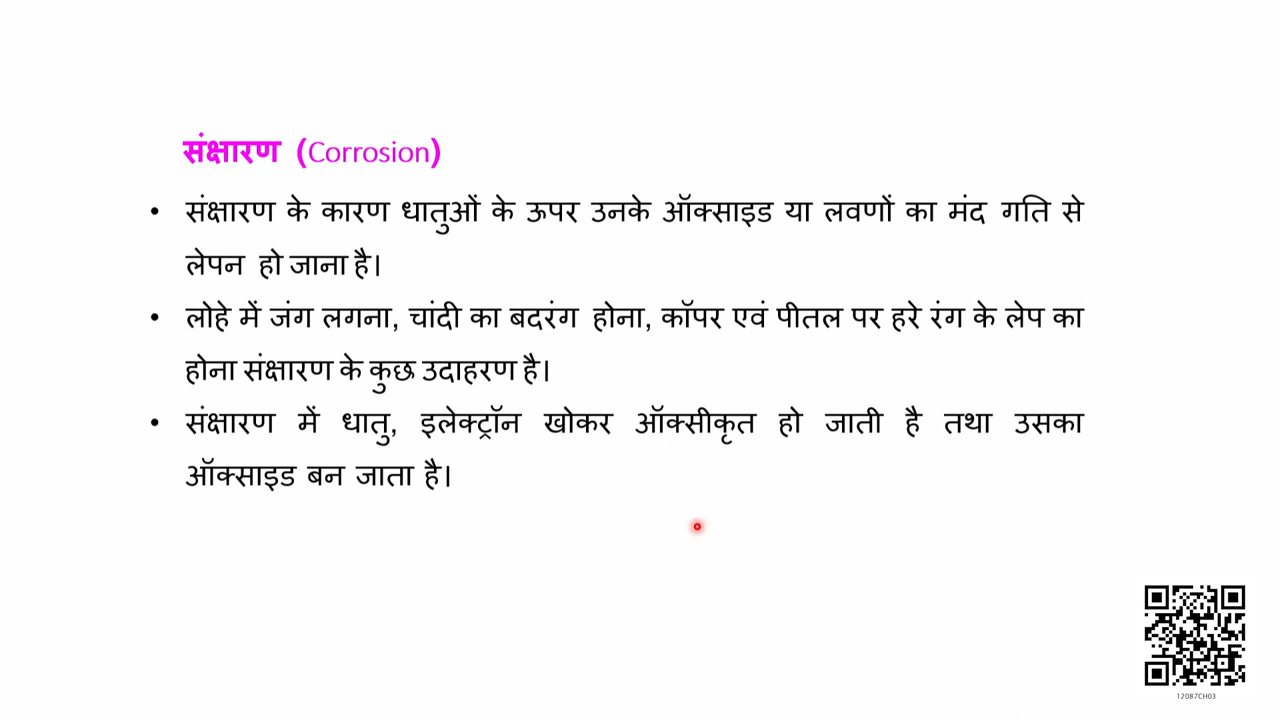 संक्षारण (Corrosion)
• संक्षारण के कारण धातुओं के ऊपर उनके ऑक्साइड या लवणों का मंद गति से
लेपन हो जाना है।
• लोहे में जंग लगना, चांदी का बदरंग होना, कॉपर एवं पीतल पर हरे रंग के लेप का
होना संक्षारण के कुछ उदाहरण है।
• संक्षारण में धातु, इलेक्ट्रॉन खोकर ऑक्सीकृत हो जाती है तथा उसका
ऑक्साइड बन जाता है।
12087CH03